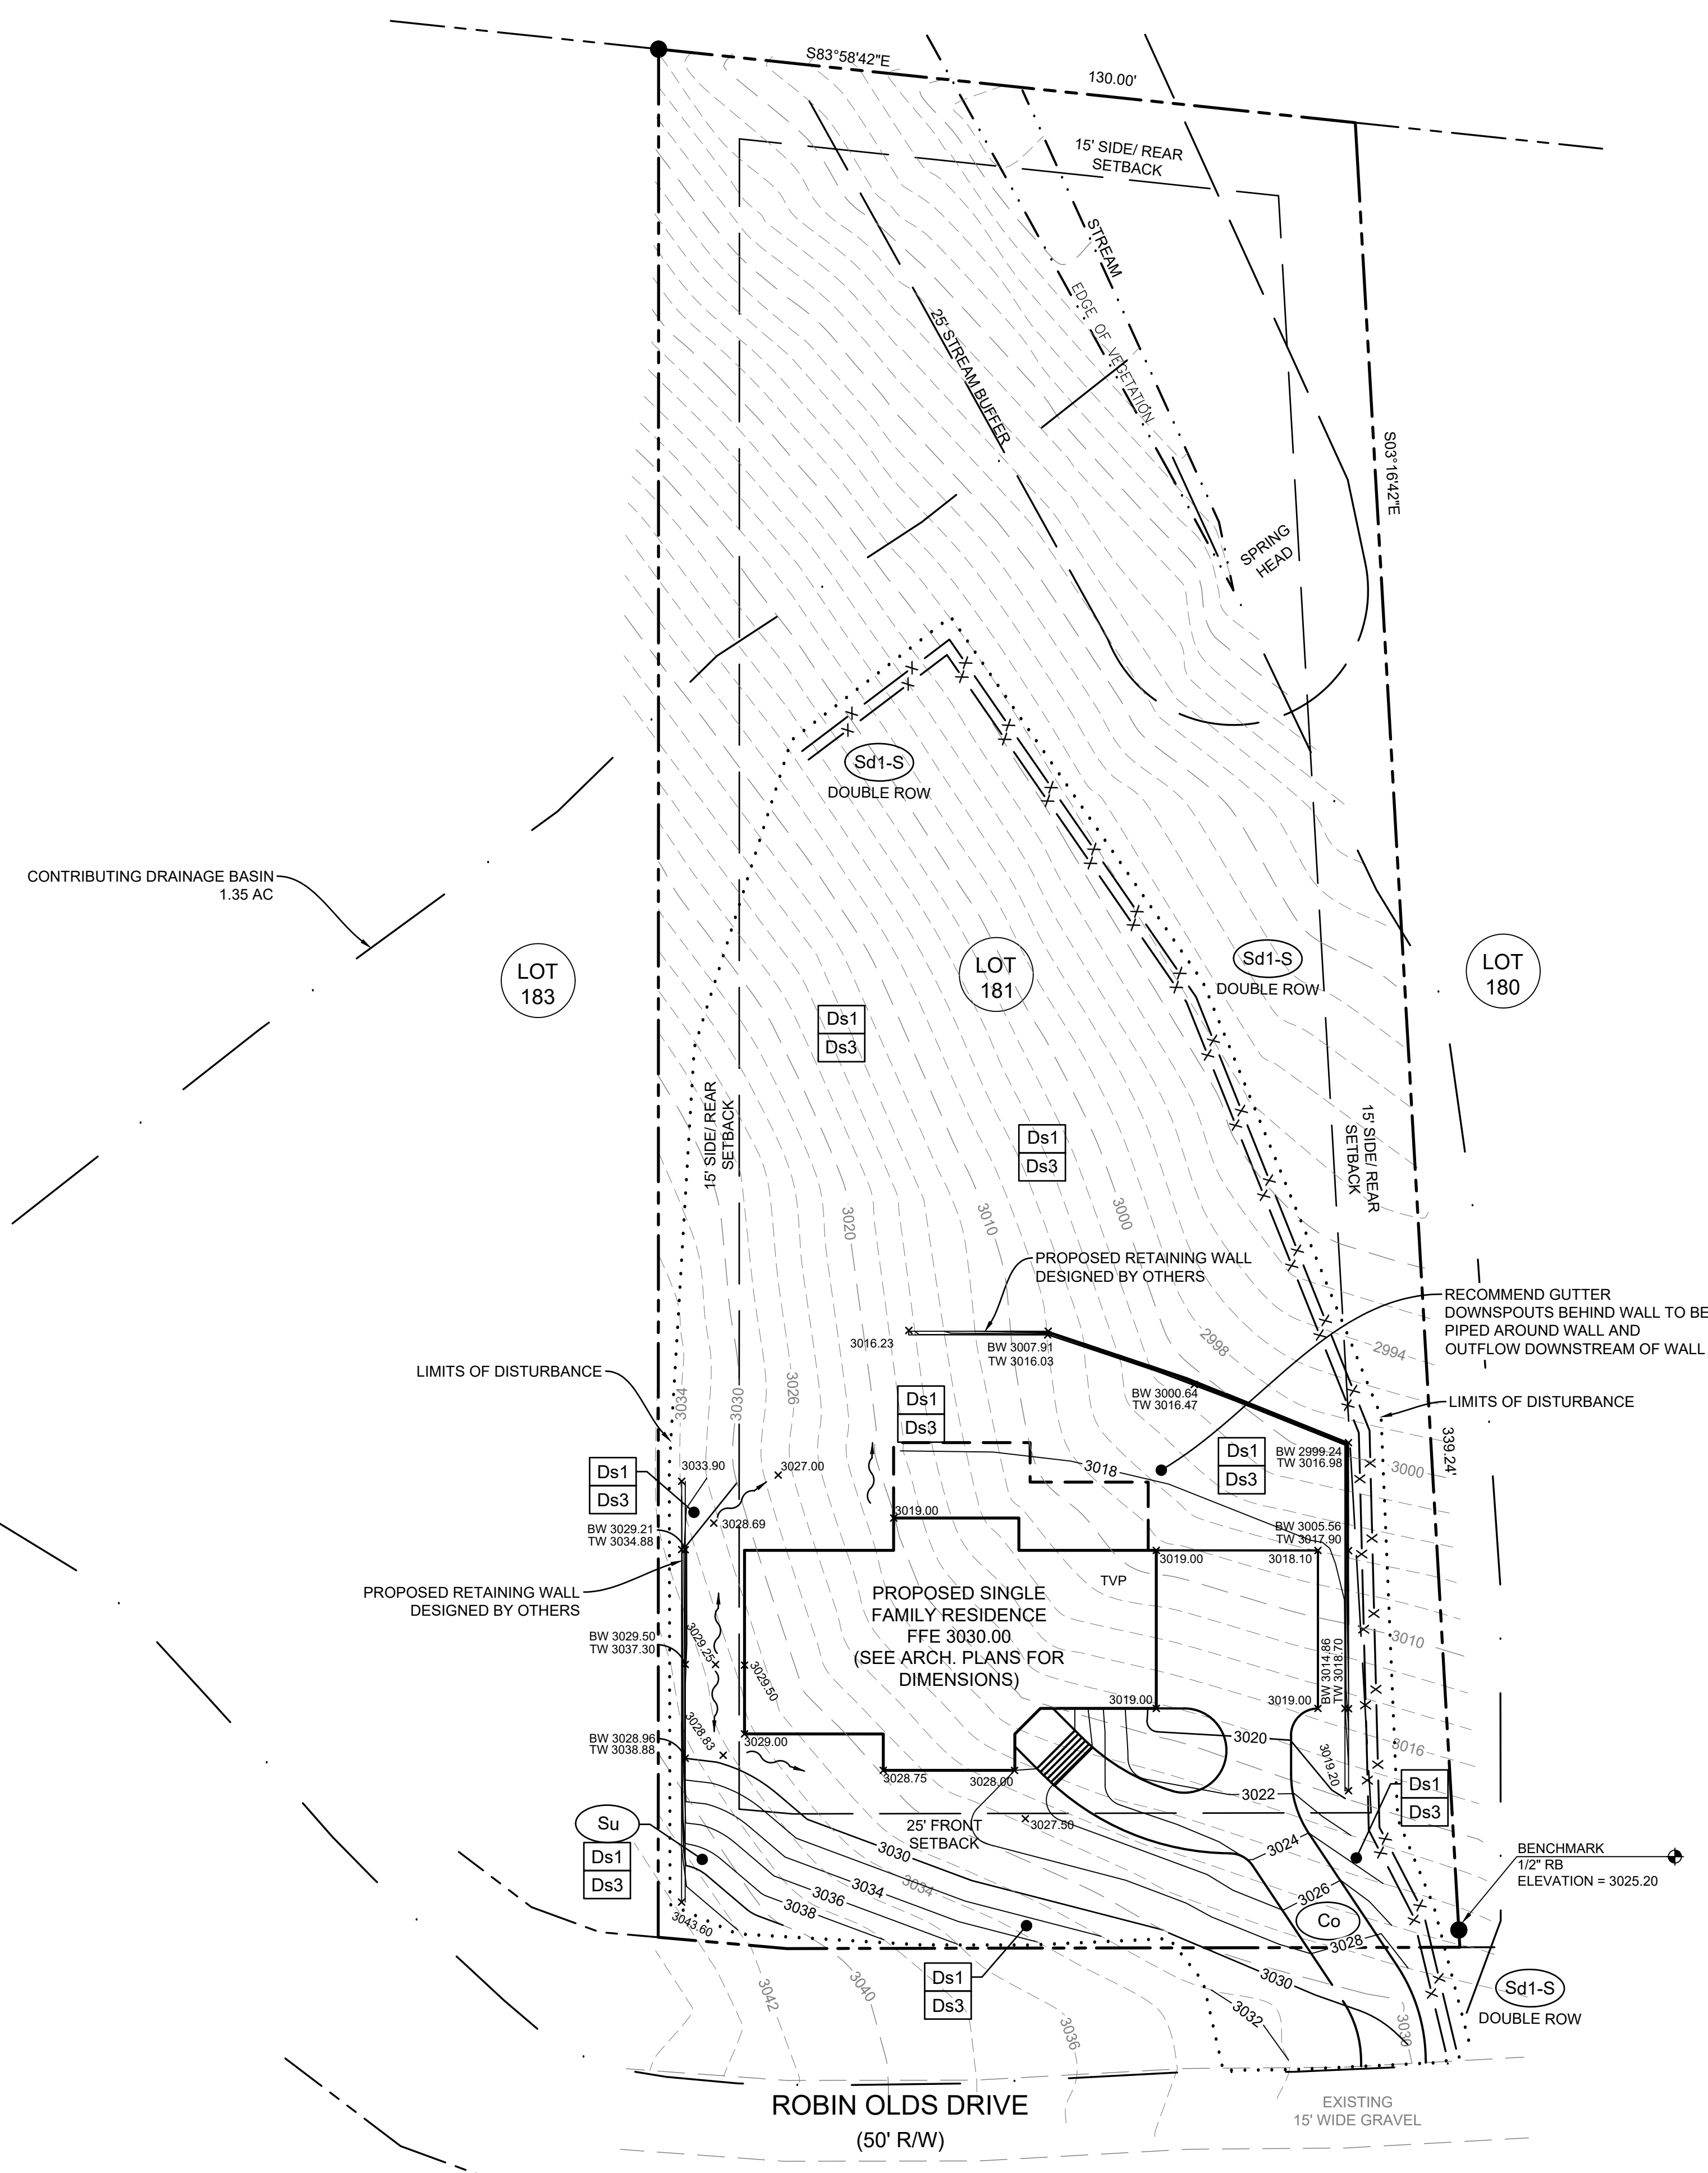 S83°58'42"E
130.00'
15' SIDE/ REAR
SETBACK
STREAM
EDGE OF VEGETATION
25' STREAM BUFFER
S03°16'42"E
SPRING
HEAD
Sd1-S
DOUBLE ROW
CONTRIBUTING DRAINAGE BASIN
1.35 AC
LOT
183
LOT
181
Sd1-S
DOUBLE ROW
LOT
180
Ds1
Ds3
15' SIDE/ REAR
SETBACK
Ds1
Ds3
15' SIDE/ REAR
SETBACK
3020
3010
3000
PROPOSED RETAINING WALL
DESIGNED BY OTHERS
RECOMMEND GUTTER
DOWNSPOUTS BEHIND WALL TO BE
PIPED AROUND WALL AND
OUTFLOW DOWNSTREAM OF WALL
3016.23
BW 3007.91
TW 3016.03
2998
2994
LIMITS OF DISTURBANCE
3034
3030
3026
BW 3000.64
TW 3016.47
LIMITS OF DISTURBANCE
Ds1
Ds3
339.24'
BW 2999.24
TW 3016.98
Ds1
Ds3
3000
3018
3033.90
3027.00
Ds1
Ds3
3019.00
3028.69
BW 3029.21
TW 3034.88
BW 3005.56
TW 3017.90
3019.00
3018.10
TVP
PROPOSED RETAINING WALL
DESIGNED BY OTHERS
PROPOSED SINGLE
FAMILY RESIDENCE
FFE 3030.00
(SEE ARCH. PLANS FOR
DIMENSIONS)
BW 3029.50
TW 3037.30
3029.25
3029.50
3010
BW 3014.86
TW 3018.70
3019.00
3019.00
3028.83
BW 3028.96
TW 3038.88
3029.00
3020
3016
3019.20
3028.75
3028.00
3022
Ds1
Ds3
Su
Ds1
Ds3
25' FRONT
SETBACK
3027.50
3024
3030
BENCHMARK
1/2" RB
ELEVATION = 3025.20
3034
3034
3036
3038
3026
Co
3043.60
3028
Ds1
Ds3
3042
3040
3030
3032
3036
3030
Sd1-S
DOUBLE ROW
ROBIN OLDS DRIVE
(50' R/W)
EXISTING
15' WIDE GRAVEL